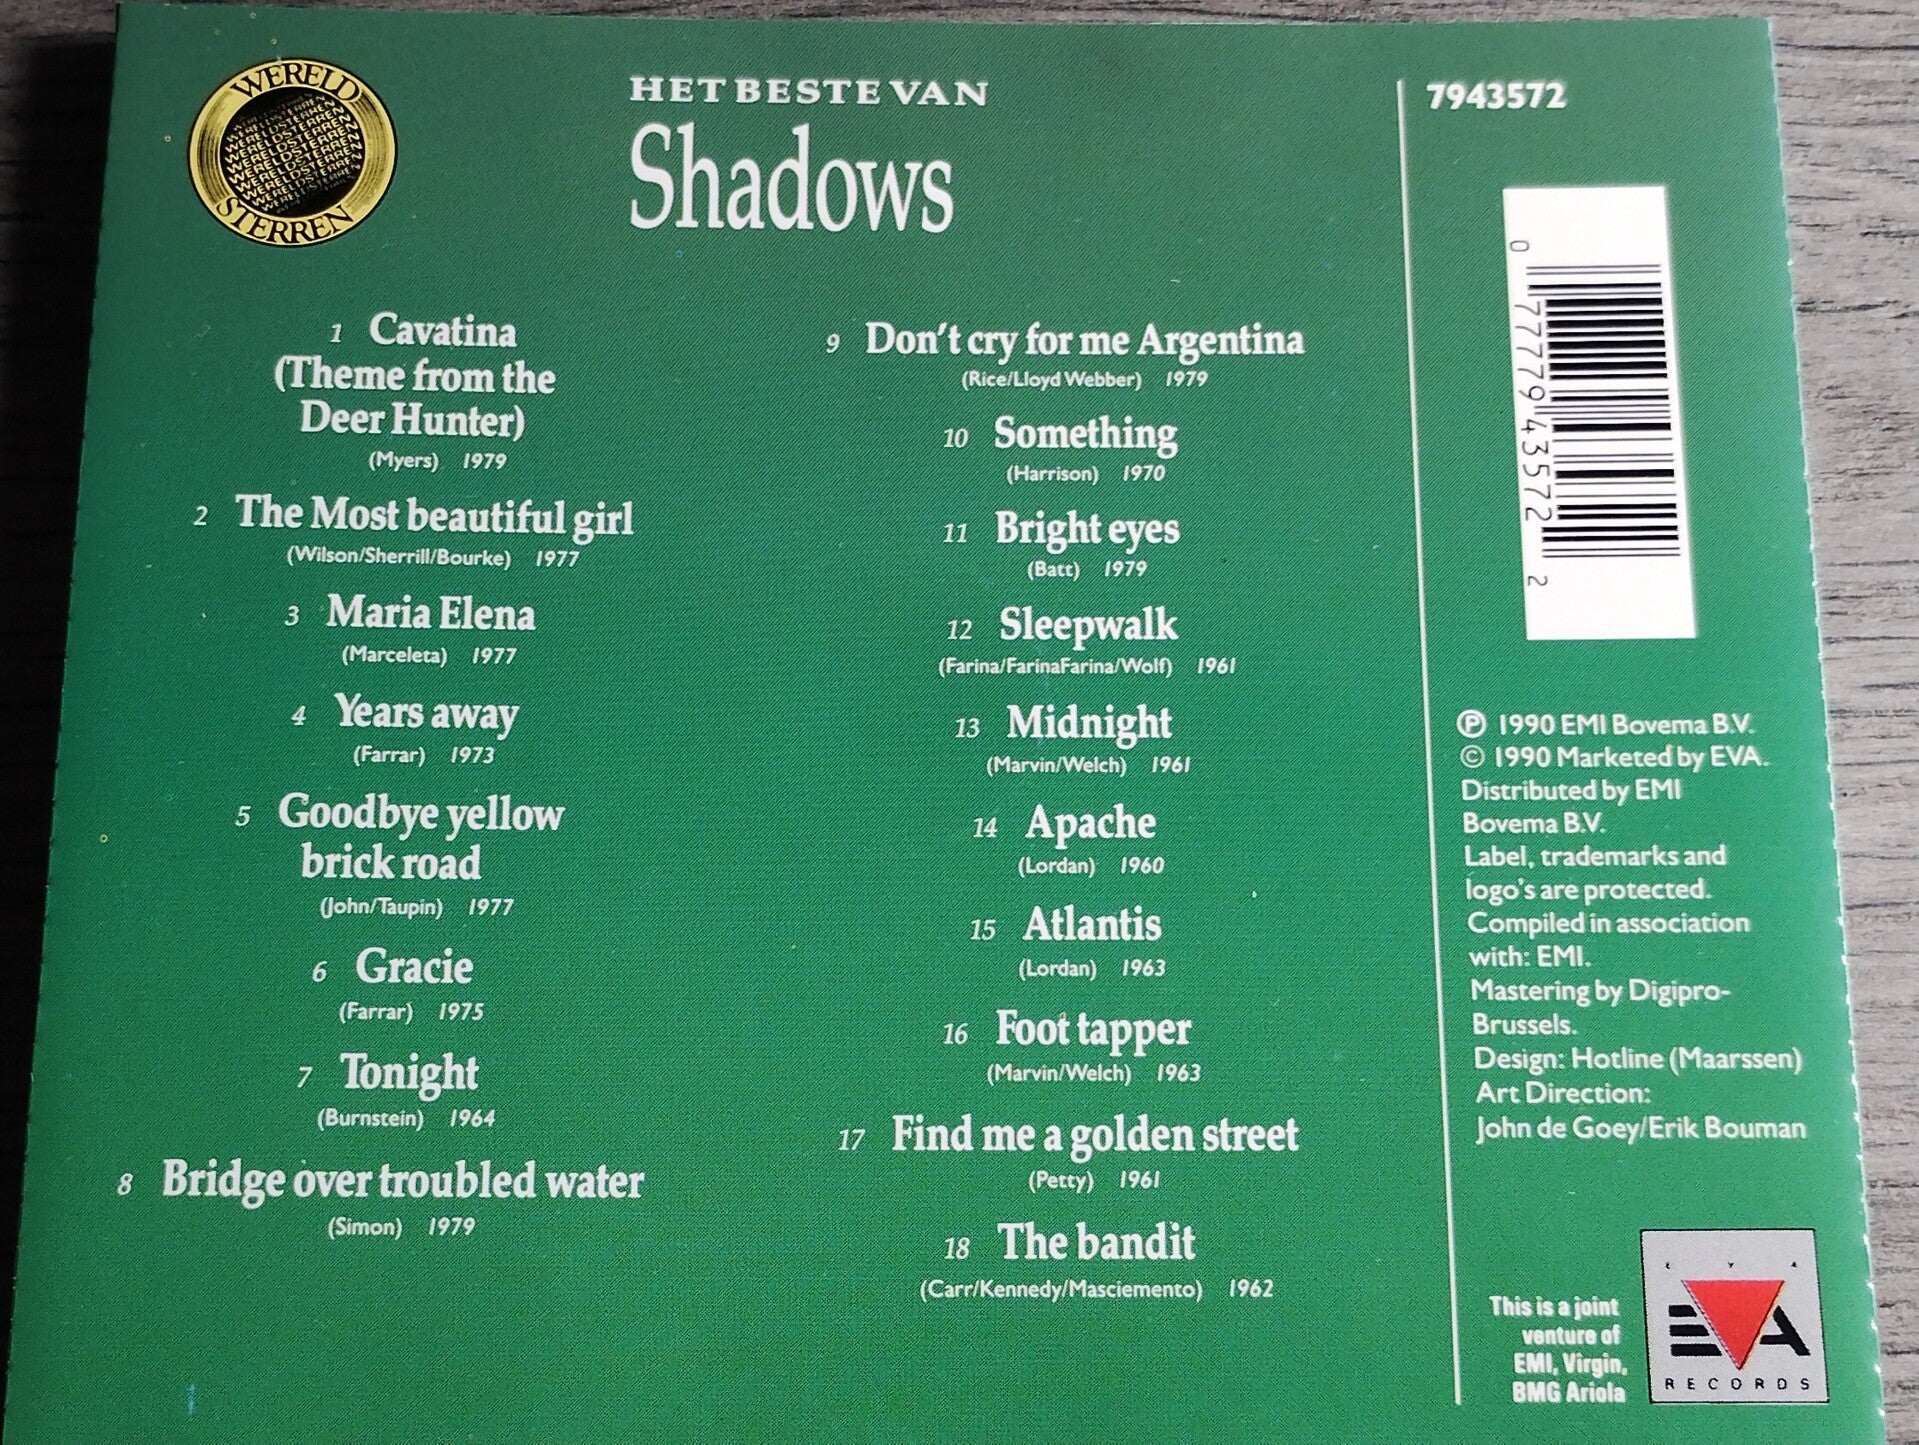 WERELD
STERREN
HET BESTE VAN
Shadows
1 Cavatina
(Theme from the
Deer Hunter)
(Myers) 1979
2 The Most beautiful girl
(Wilson/Sherrill/Bourke) 1977
3 Maria Elena
(Marceleta) 1977
4 Years away
(Farrar) 1973
5 Goodbye yellow
brick road
(John/Taupin) 1977
6 Gracie
(Farrar) 1975
7 Tonight
(Burnstein) 1964
8 Bridge over troubled water
(Simon) 1979
9 Don't cry for me Argentina
(Rice/Lloyd Webber) 1979
10 Something
(Harrison) 1970
11 Bright eyes
(Batt) 1979
12 Sleepwalk
(Farina/FarinaFarina/Wolf) 1961
13 Midnight
(Marvin/Welch) 1961
14 Apache
(Lordan) 1960
15 Atlantis
(Lordan) 1963
16 Foot tapper
(Marvin/Welch) 1963
17 Find me a golden street
(Petty) 1961
18 The bandit
(Carr/Kennedy/Masciemento) 1962
7943572
0 77779 43572 2
℗ 1990 EMI Bovema B.V.
© 1990 Marketed by EVA.
Distributed by EMI
Bovema B.V.
Label, trademarks and
logo's are protected.
Compiled in association
with: EMI.
Mastering by Digipro-
Brussels.
Design: Hotline (Maarssen)
Art Direction:
John de Goey/Erik Bouman
This is a joint
venture of
EMI, Virgin,
BMG Ariola
E V A
EVA
RECORDS